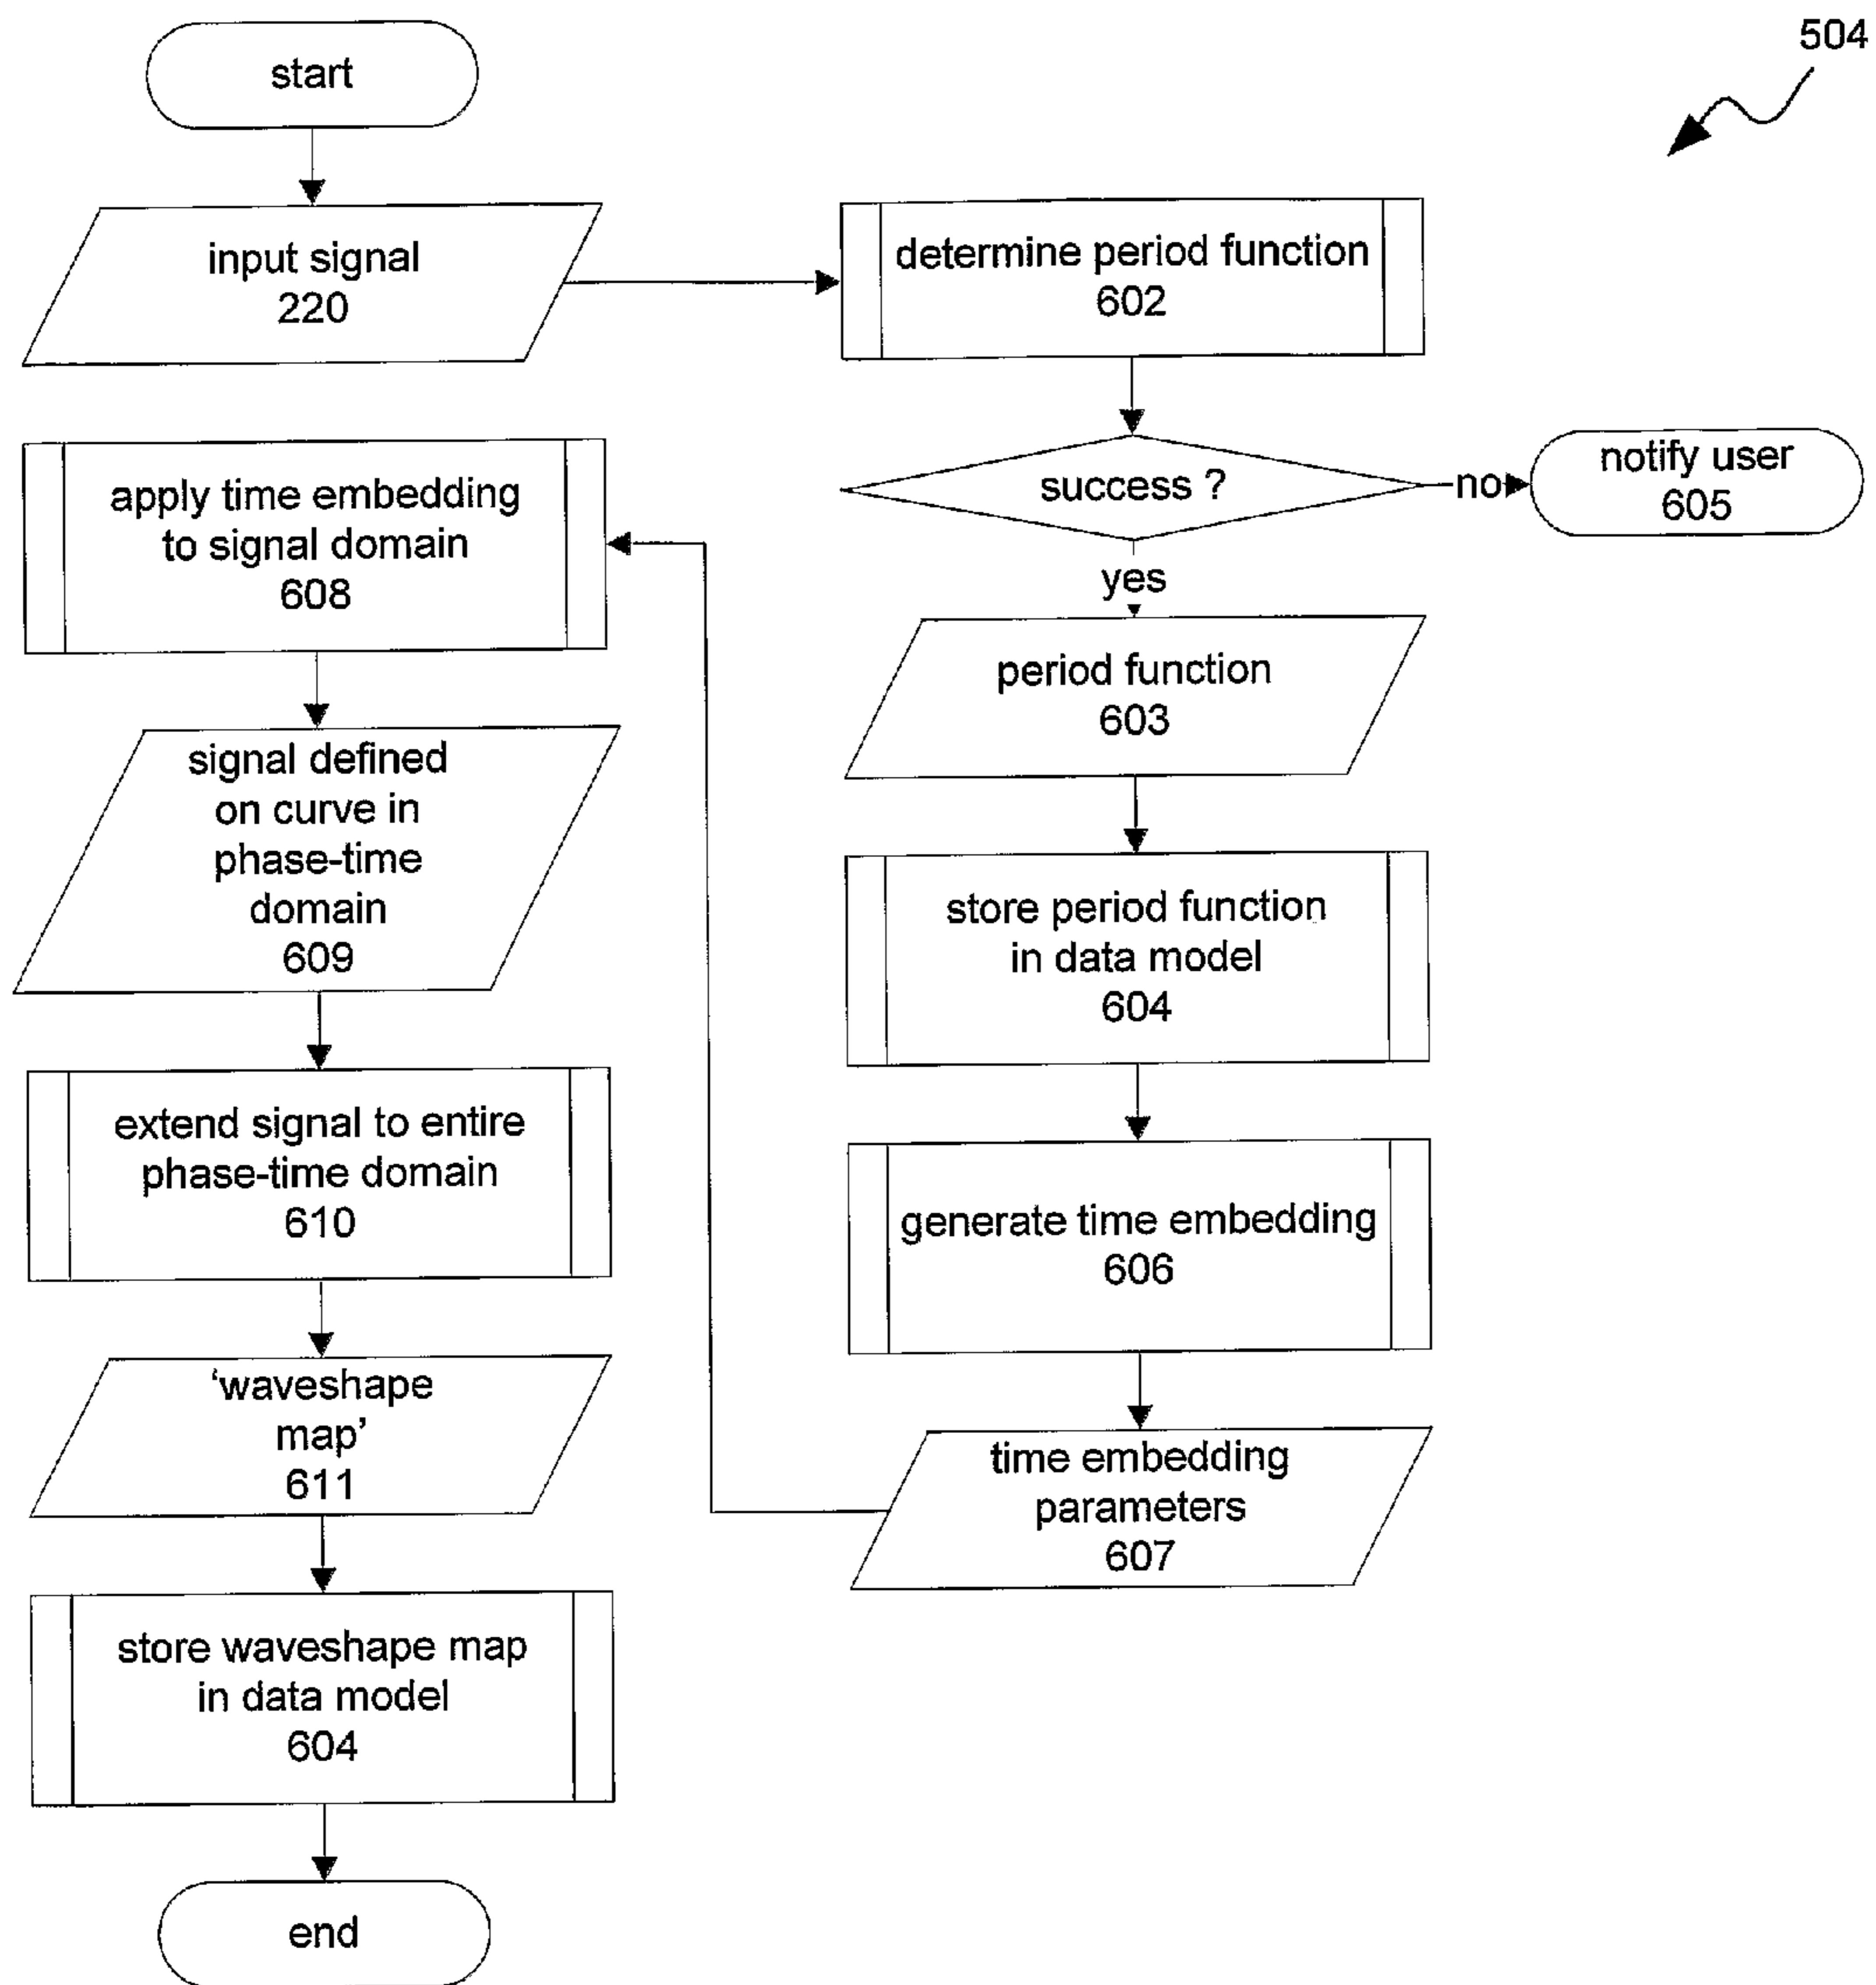 504
start
input signal
220
determine period function
602
success ?
no
notify user
605
yes
period function
603
store period function
in data model
604
generate time embedding
606
time embedding
parameters
607
apply time embedding
to signal domain
608
signal defined
on curve in
phase-time
domain
609
extend signal to entire
phase-time domain
610
‘waveshape
map’
611
store waveshape map
in data model
604
end